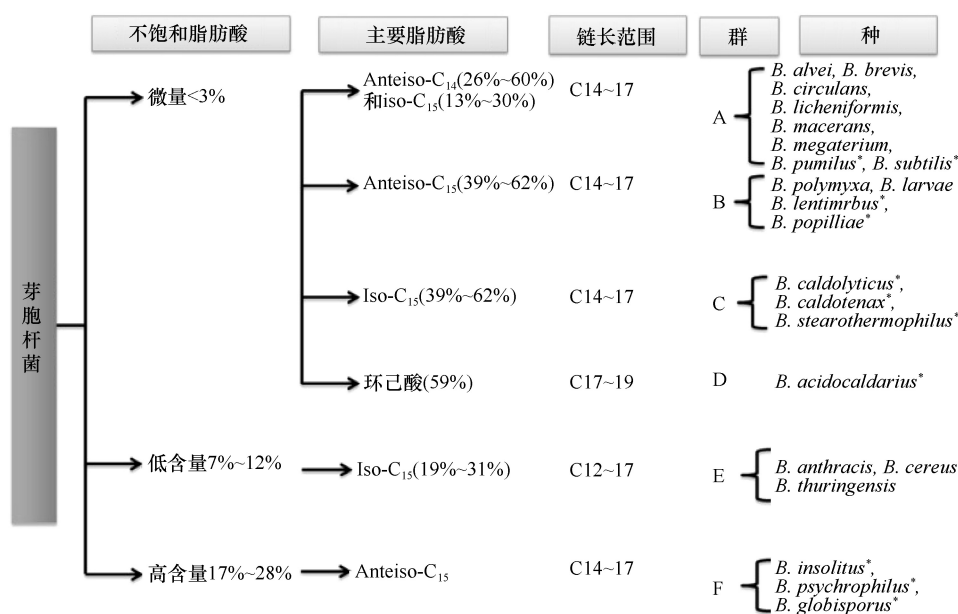 不饱和脂肪酸 主要脂肪酸 链长范围 群 种
芽胞杆菌
微量<3%
Anteiso-C14(26%~60%)
和iso-C15(13%~30%)
C14~17
A
B. alvei, B. brevis,
B. circulans,
B. licheniformis,
B. macerans,
B. megaterium,
B. pumilus*, B. subtilis*
Anteiso-C15(39%~62%)
C14~17
B
B. polymyxa, B. larvae
B. lentimrbus*,
B. popilliae*
Iso-C15(39%~62%)
C14~17
C
B. caldolyticus*,
B. caldotenax*,
B. stearothermophilus*
环己酸(59%)
C17~19
D
B. acidocaldarius*
低含量7%~12%
Iso-C15(19%~31%)
C12~17
E
B. anthracis, B. cereus
B. thuringensis
高含量17%~28%
Anteiso-C15
C14~17
F
B. insolitus*,
B. psychrophilus*,
B. globisporus*